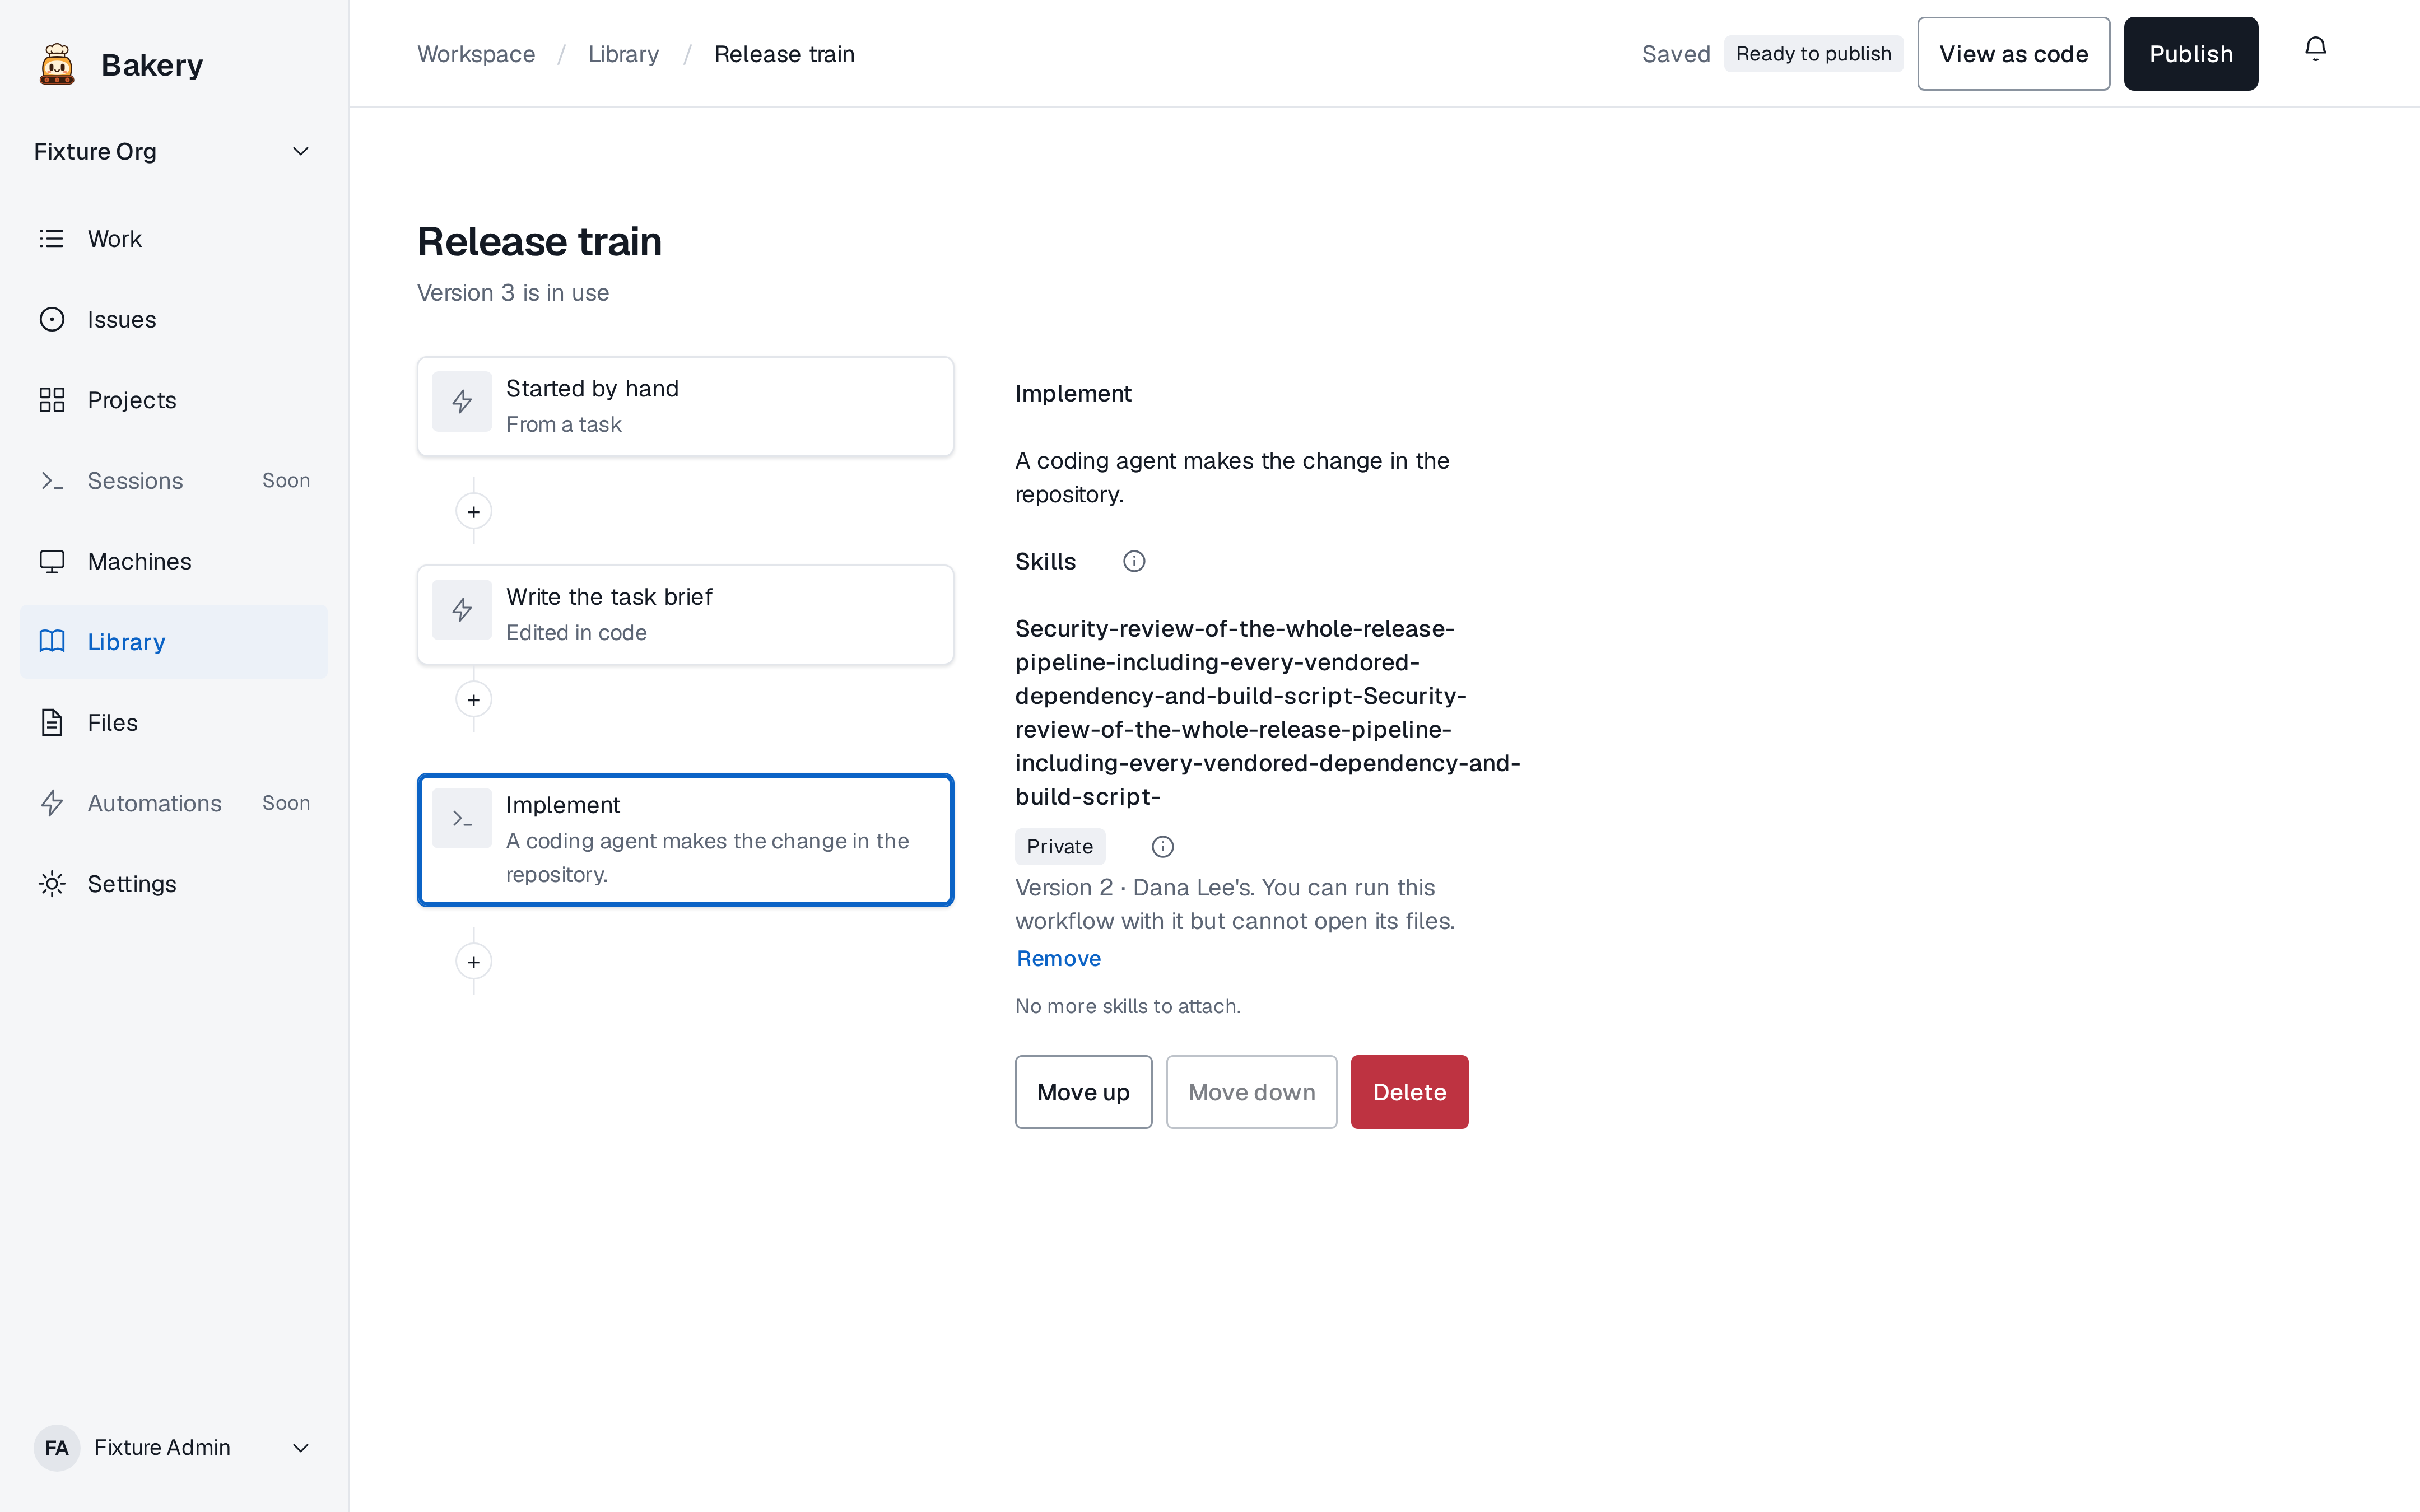 Bakery
Fixture Org
Work
Issues
Projects
Sessions Soon
Machines
Library
Files
Automations Soon
Settings
FA Fixture Admin
Workspace / Library / Release train
Saved Ready to publish View as code Publish
Release train
Version 3 is in use
Started by hand
From a task
+
Write the task brief
Edited in code
+
Implement
A coding agent makes the change in the
repository.
+
Implement
A coding agent makes the change in the
repository.
Skills
Security-review-of-the-whole-release-
pipeline-including-every-vendored-
dependency-and-build-script-Security-
review-of-the-whole-release-pipeline-
including-every-vendored-dependency-and-
build-script-
Private
Version 2 · Dana Lee's. You can run this
workflow with it but cannot open its files.
Remove
No more skills to attach.
Move up Move down Delete